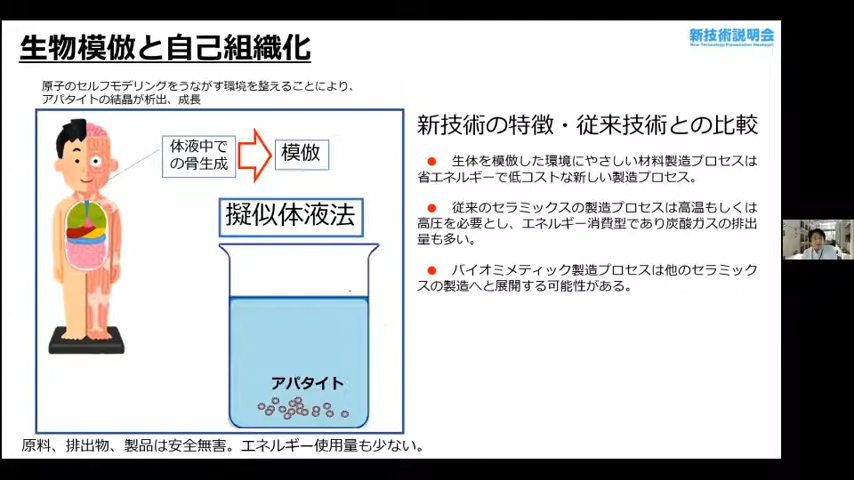 生物模倣と自己組織化
新技術説明会
New Technology Presentation Meetings!
原子のセルフモデリングをうながす環境を整えることにより、
アパタイトの結晶が析出、成長
体液中で
の骨生成
模倣
擬似体液法
アパタイト
新技術の特徴・従来技術との比較
● 生体を模倣した環境にやさしい材料製造プロセスは
省エネルギーで低コストな新しい製造プロセス。
● 従来のセラミックスの製造プロセスは高温もしくは
高圧を必要とし、エネルギー消費型であり炭酸ガスの排出
量も多い。
● バイオミメティック製造プロセスは他のセラミック
スの製造へと展開する可能性がある。
原料、排出物、製品は安全無害。エネルギー使用量も少ない。